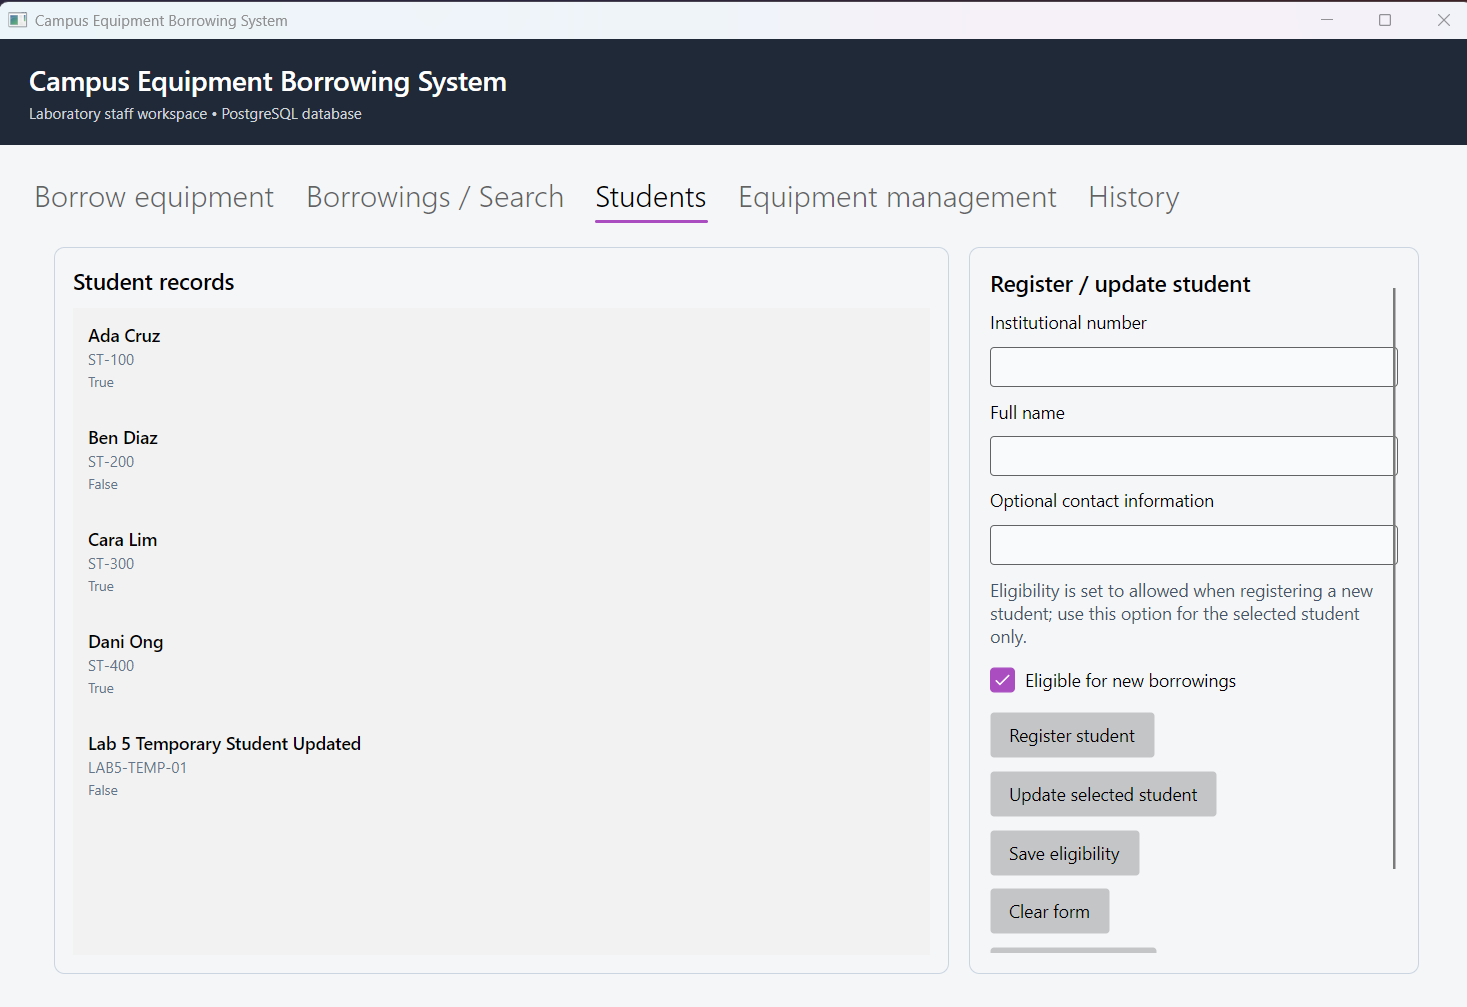 Campus Equipment Borrowing System
Campus Equipment Borrowing System
Laboratory staff workspace • PostgreSQL database
Borrow equipment
Borrowings / Search
Students
Equipment management
History
Student records
Ada Cruz
ST-100
True
Ben Diaz
ST-200
False
Cara Lim
ST-300
True
Dani Ong
ST-400
True
Lab 5 Temporary Student Updated
LAB5-TEMP-01
False
Register / update student
Institutional number
Full name
Optional contact information
Eligibility is set to allowed when registering a new
student; use this option for the selected student
only.
Eligible for new borrowings
Register student
Update selected student
Save eligibility
Clear form